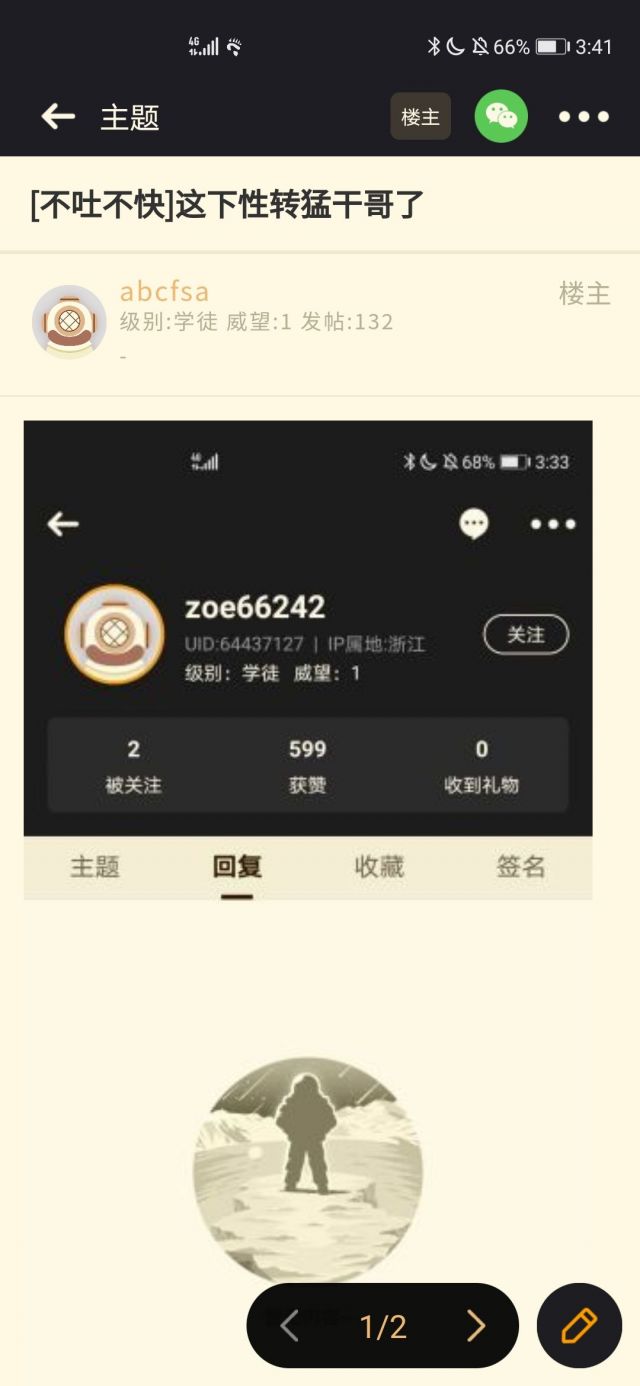 4G 66% 3:41
主题 楼主
[不吐不快]这下性转猛干哥了
abcfsa 楼主
级别:学徒 威望:1 发帖:132
-
4G 68% 3:33
zoe66242
UID:64437127 | IP属地:浙江 关注
级别：学徒 威望：1
2 599 0
被关注 获赞 收到礼物
主题 回复 收藏 签名
1/2